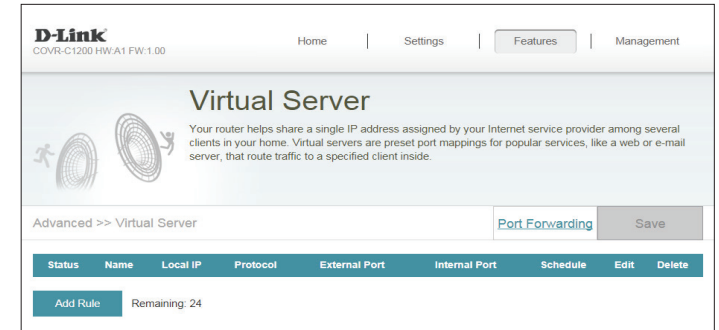 D-Link
COVR-C1200 HW:A1 FW:1.00
Home | Settings | Features | Management
Virtual Server
Your router helps share a single IP address assigned by your Internet service provider among several
clients in your home. Virtual servers are preset port mappings for popular services, like a web or e-mail
server, that route traffic to a specified client inside.
Advanced >> Virtual Server Port Forwarding Save
Status Name Local IP Protocol External Port Internal Port Schedule Edit Delete
Add Rule Remaining: 24